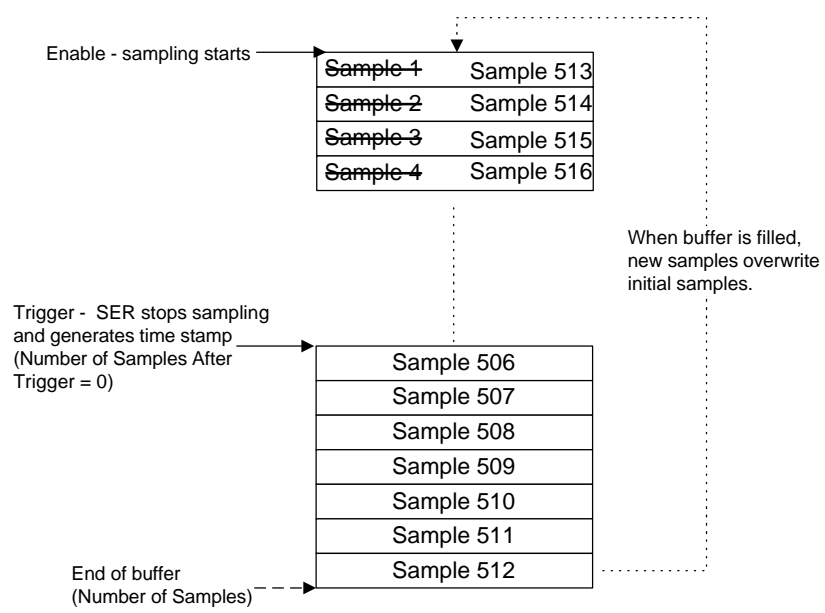 Enable - sampling starts
Sample 1 Sample 513
Sample 2 Sample 514
Sample 3 Sample 515
Sample 4 Sample 516
When buffer is filled,
new samples overwrite
initial samples.
Trigger - SER stops sampling
and generates time stamp
(Number of Samples After
Trigger = 0)
Sample 506
Sample 507
Sample 508
Sample 509
Sample 510
Sample 511
Sample 512
End of buffer
(Number of Samples)